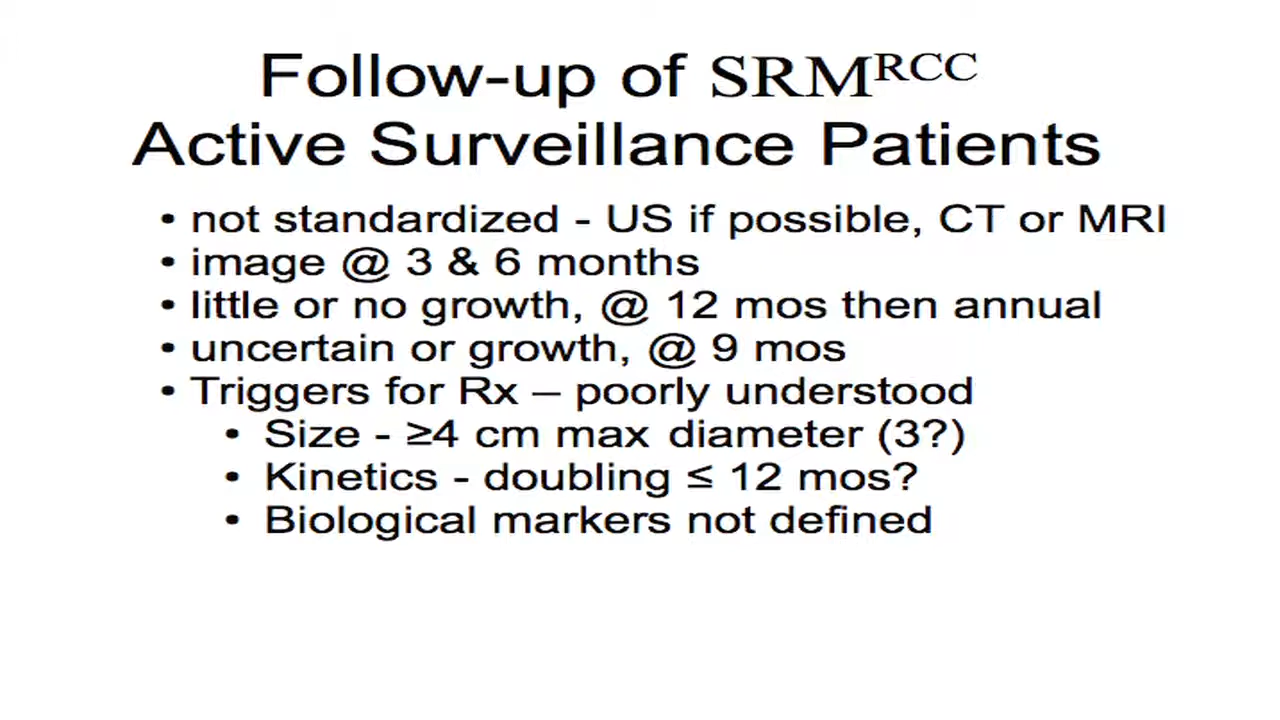 Follow-up of SRMᴿᶜᶜ
Active Surveillance Patients
• not standardized - US if possible, CT or MRI
• image @ 3 & 6 months
• little or no growth, @ 12 mos then annual
• uncertain or growth, @ 9 mos
• Triggers for Rx – poorly understood
• Size - ≥4 cm max diameter (3?)
• Kinetics - doubling ≤ 12 mos?
• Biological markers not defined